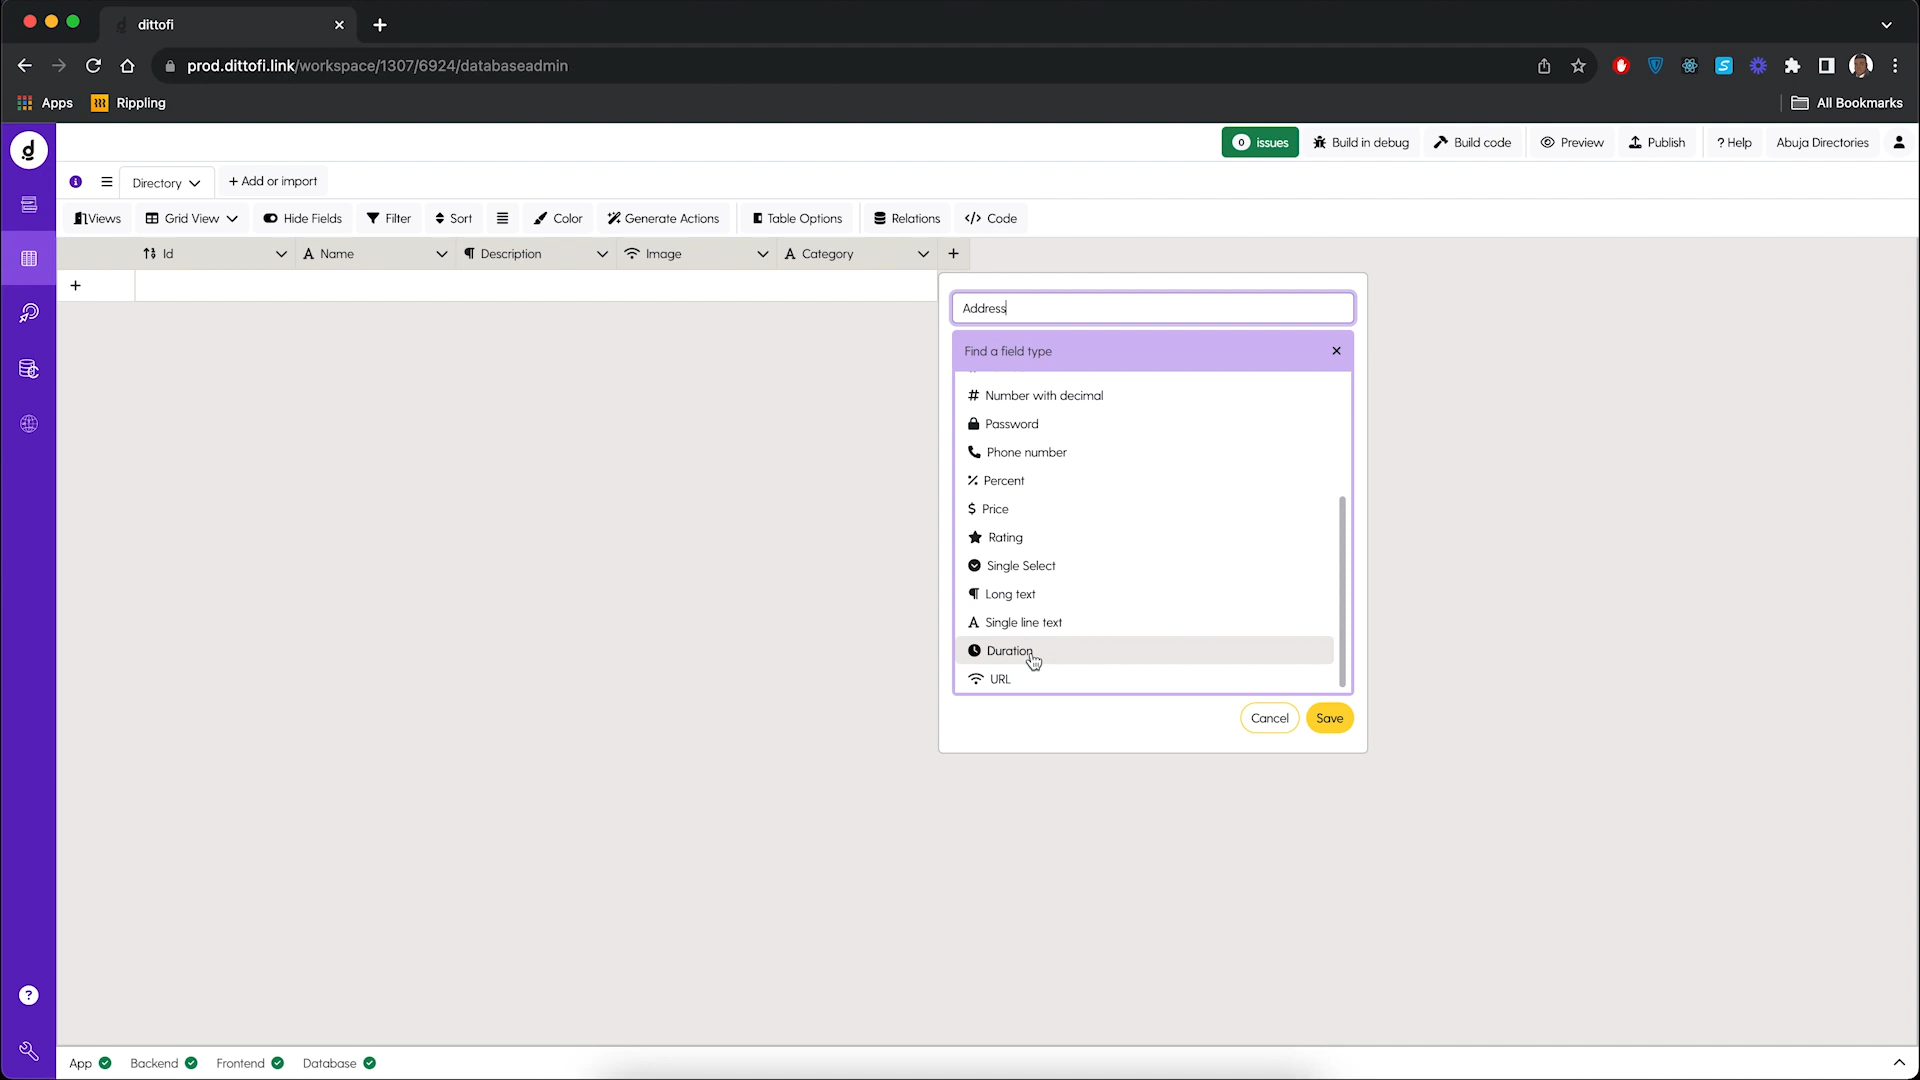 dittofi
prod.dittofi.link/workspace/1307/6924/databaseadmin
Apps Rippling All Bookmarks
d 0 issues Build in debug Build code Preview Publish ? Help Abuja Directories
Directory + Add or import
Views Grid View Hide Fields Filter Sort Color Generate Actions Table Options Relations </> Code
Id A Name ¶ Description Image A Category +
+
Address
Find a field type
# Number with decimal
Password
Phone number
% Percent
$ Price
Rating
Single Select
¶ Long text
A Single line text
Duration
URL
Cancel Save
?
App Backend Frontend Database